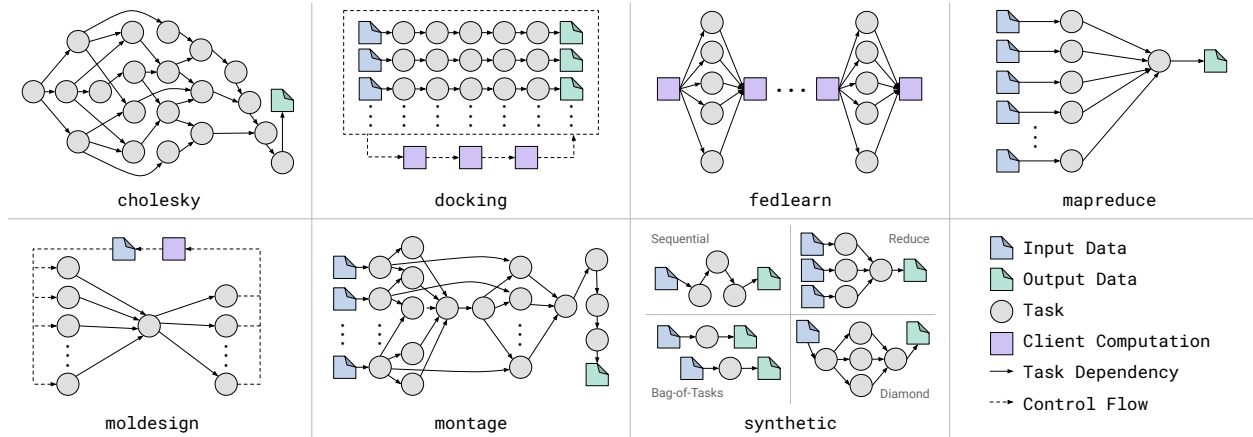 cholesky
docking
fedlearn
mapreduce
Sequential
Reduce
Bag-of-Tasks
Diamond
moldesign
montage
synthetic
Input Data
Output Data
Task
Client Computation
Task Dependency
Control Flow